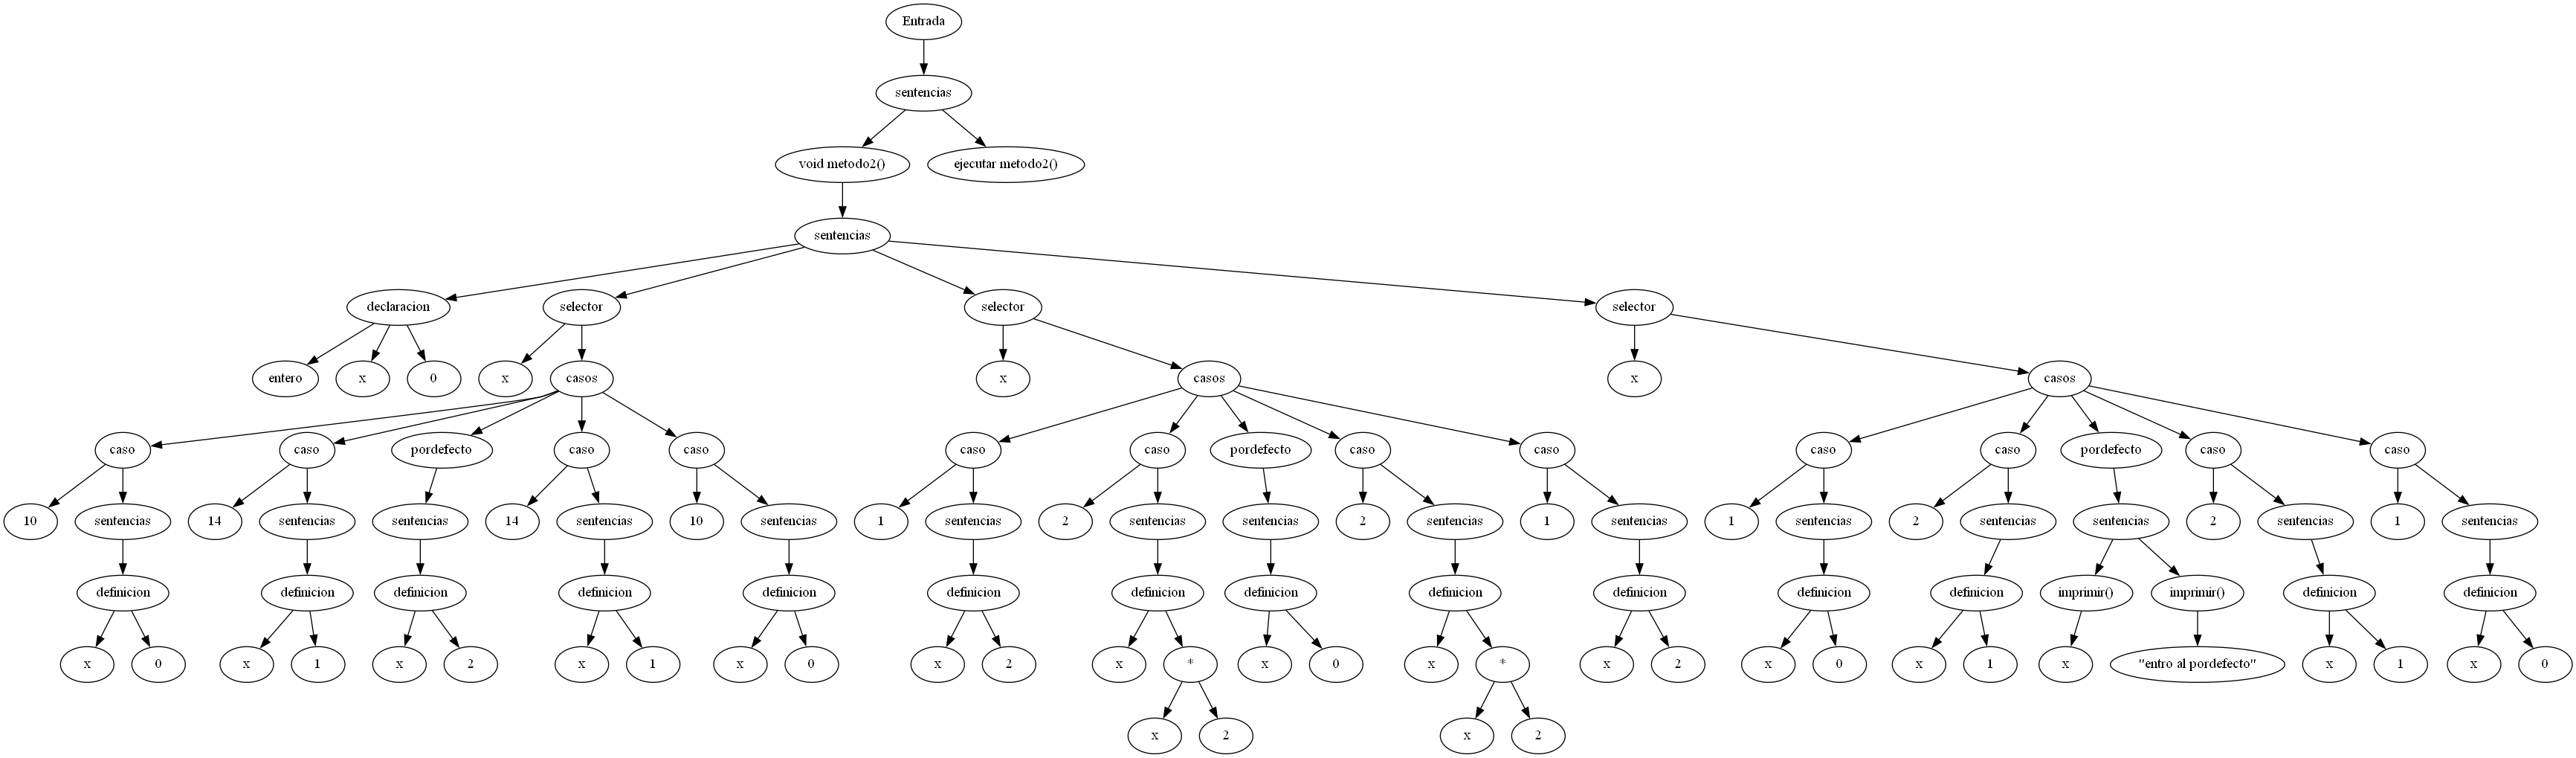 Entrada
sentencias
void metodo2() ejecutar metodo2()
sentencias
declaracion selector selector selector
entero x 0 x casos x casos x casos
caso caso pordefecto caso caso caso caso pordefecto caso caso caso caso pordefecto caso caso
10 sentencias 14 sentencias sentencias 14 sentencias 10 sentencias 1 sentencias 2 sentencias sentencias 2 sentencias 1 sentencias 1 sentencias 2 sentencias sentencias 2 sentencias 1 sentencias
definicion definicion definicion definicion definicion definicion definicion definicion definicion definicion definicion definicion imprimir() imprimir() definicion definicion
x 0 x 1 x 2 x 1 x 0 x 2 x * x 0 x * x 2 x 0 x 1 x "entro al pordefecto" x 1 x 0
x 2 x 2